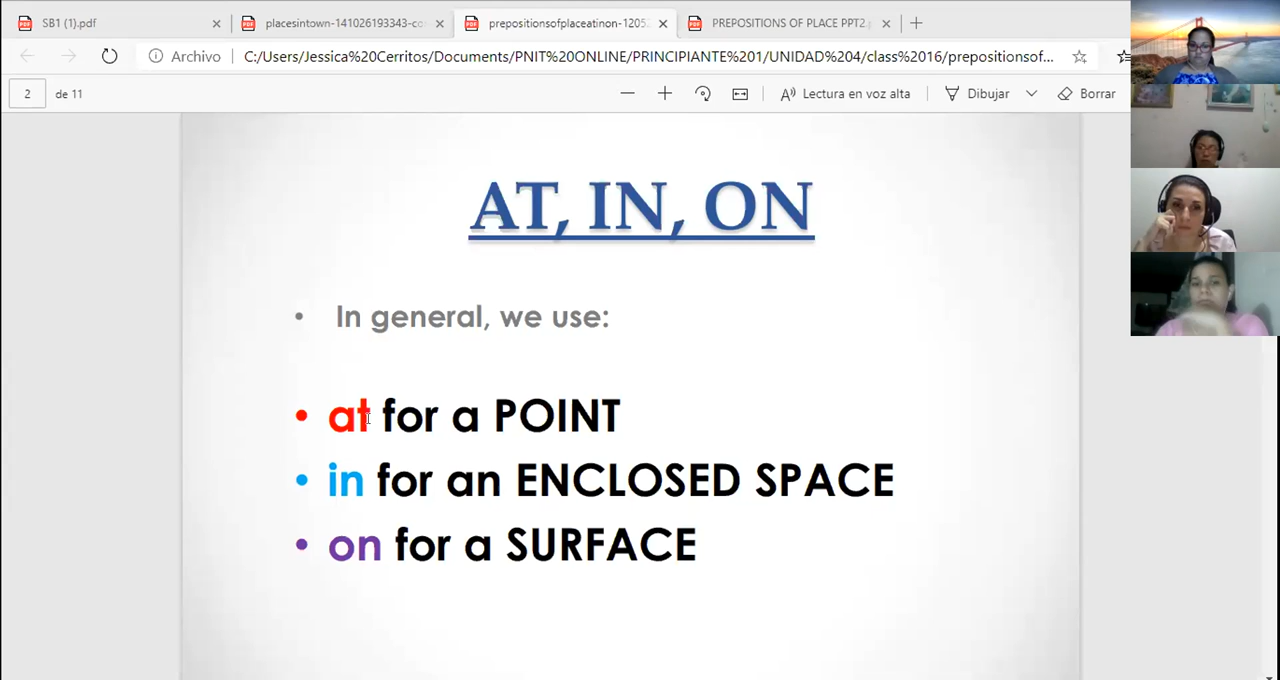 SB1 (1).pdf
placesintown-141026193343-co
prepositionsofplaceatinon-1205
PREPOSITIONS OF PLACE PPT2.p
Archivo
C:/Users/Jessica%20Cerritos/Documents/PNIT%20ONLINE/PRINCIPIANTE%201/UNIDAD%204/class%2016/prepositionsof...
2 de 11
Lectura en voz alta
Dibujar
Borrar
AT, IN, ON
• In general, we use:
• at for a POINT
• in for an ENCLOSED SPACE
• on for a SURFACE